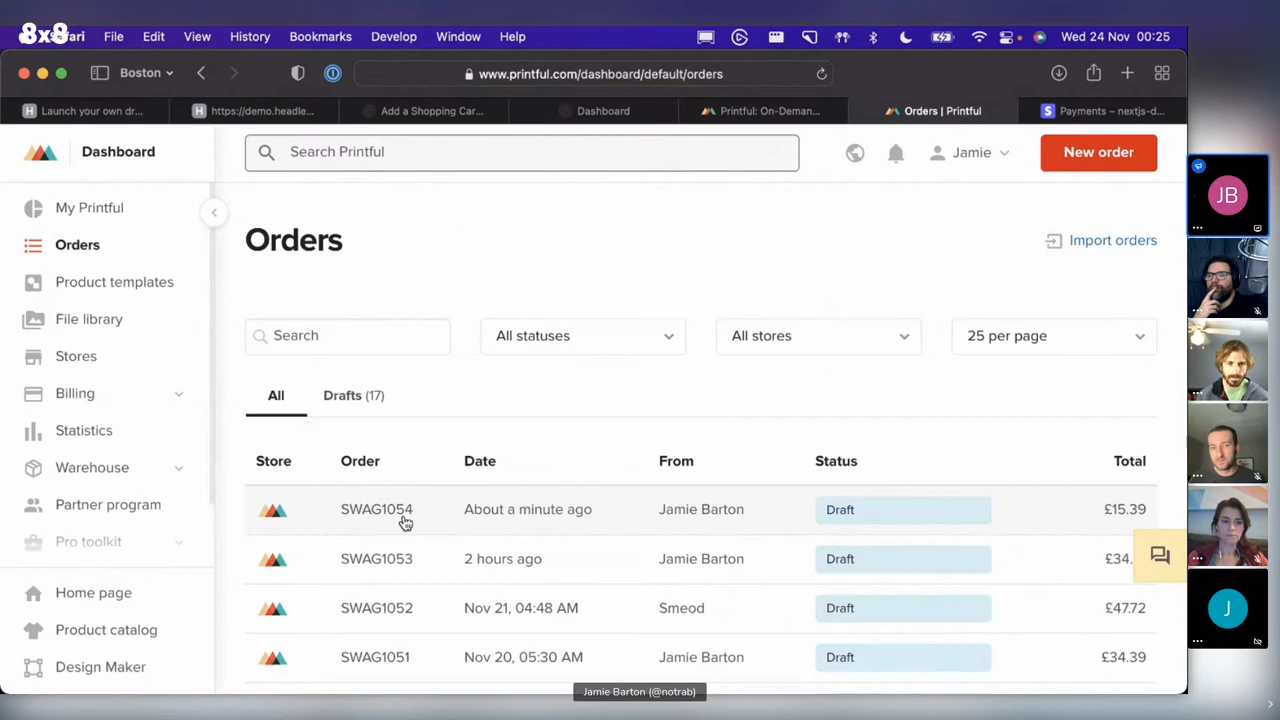 8x8
Safari File Edit View History Bookmarks Develop Window Help Wed 24 Nov 00:25
Boston www.printful.com/dashboard/default/orders
Launch your own dr... https://demo.headle... Add a Shopping Car... Dashboard Printful: On-Deman... Orders | Printful Payments – nextjs-d...
Dashboard Search Printful Jamie New order
My Printful
Orders
Product templates
File library
Stores
Billing
Statistics
Warehouse
Partner program
Pro toolkit
Home page
Product catalog
Design Maker
Orders
Import orders
Search All statuses All stores 25 per page
All Drafts (17)
Store Order Date From Status Total
SWAG1054 About a minute ago Jamie Barton Draft £15.39
SWAG1053 2 hours ago Jamie Barton Draft £34.
SWAG1052 Nov 21, 04:48 AM Smeod Draft £47.72
SWAG1051 Nov 20, 05:30 AM Jamie Barton Draft £34.39
JB
J
Jamie Barton (@notrab)